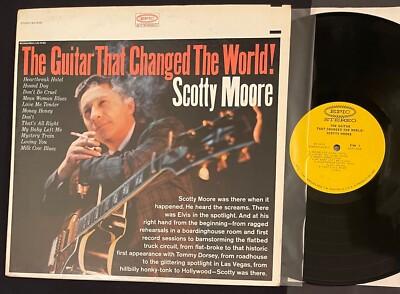 EPIC
The Guitar That Changed The World!
Scotty Moore
Heartbreak Hotel
Hound Dog
Don't Be Cruel
Mean Woman Blues
Love Me Tender
Money Honey
Don't
That's All Right
My Baby Left Me
Mystery Train
Loving You
Milk Cow Blues
Scotty Moore was there when it
happened. He heard the screams. There
was Elvis in the spotlight. And at his
right hand from the beginning—from ragged
rehearsals in a boardinghouse room and first
record sessions to barnstorming the flatbed
truck circuit, from flat-broke to that historic
first appearance with Tommy Dorsey, from roadhouse
to the glittering spotlight in Las Vegas, from
hillbilly honky-tonk to Hollywood—Scotty was there.
EPIC
STEREO
THE GUITAR
THAT CHANGED THE WORLD!
SCOTTY MOORE